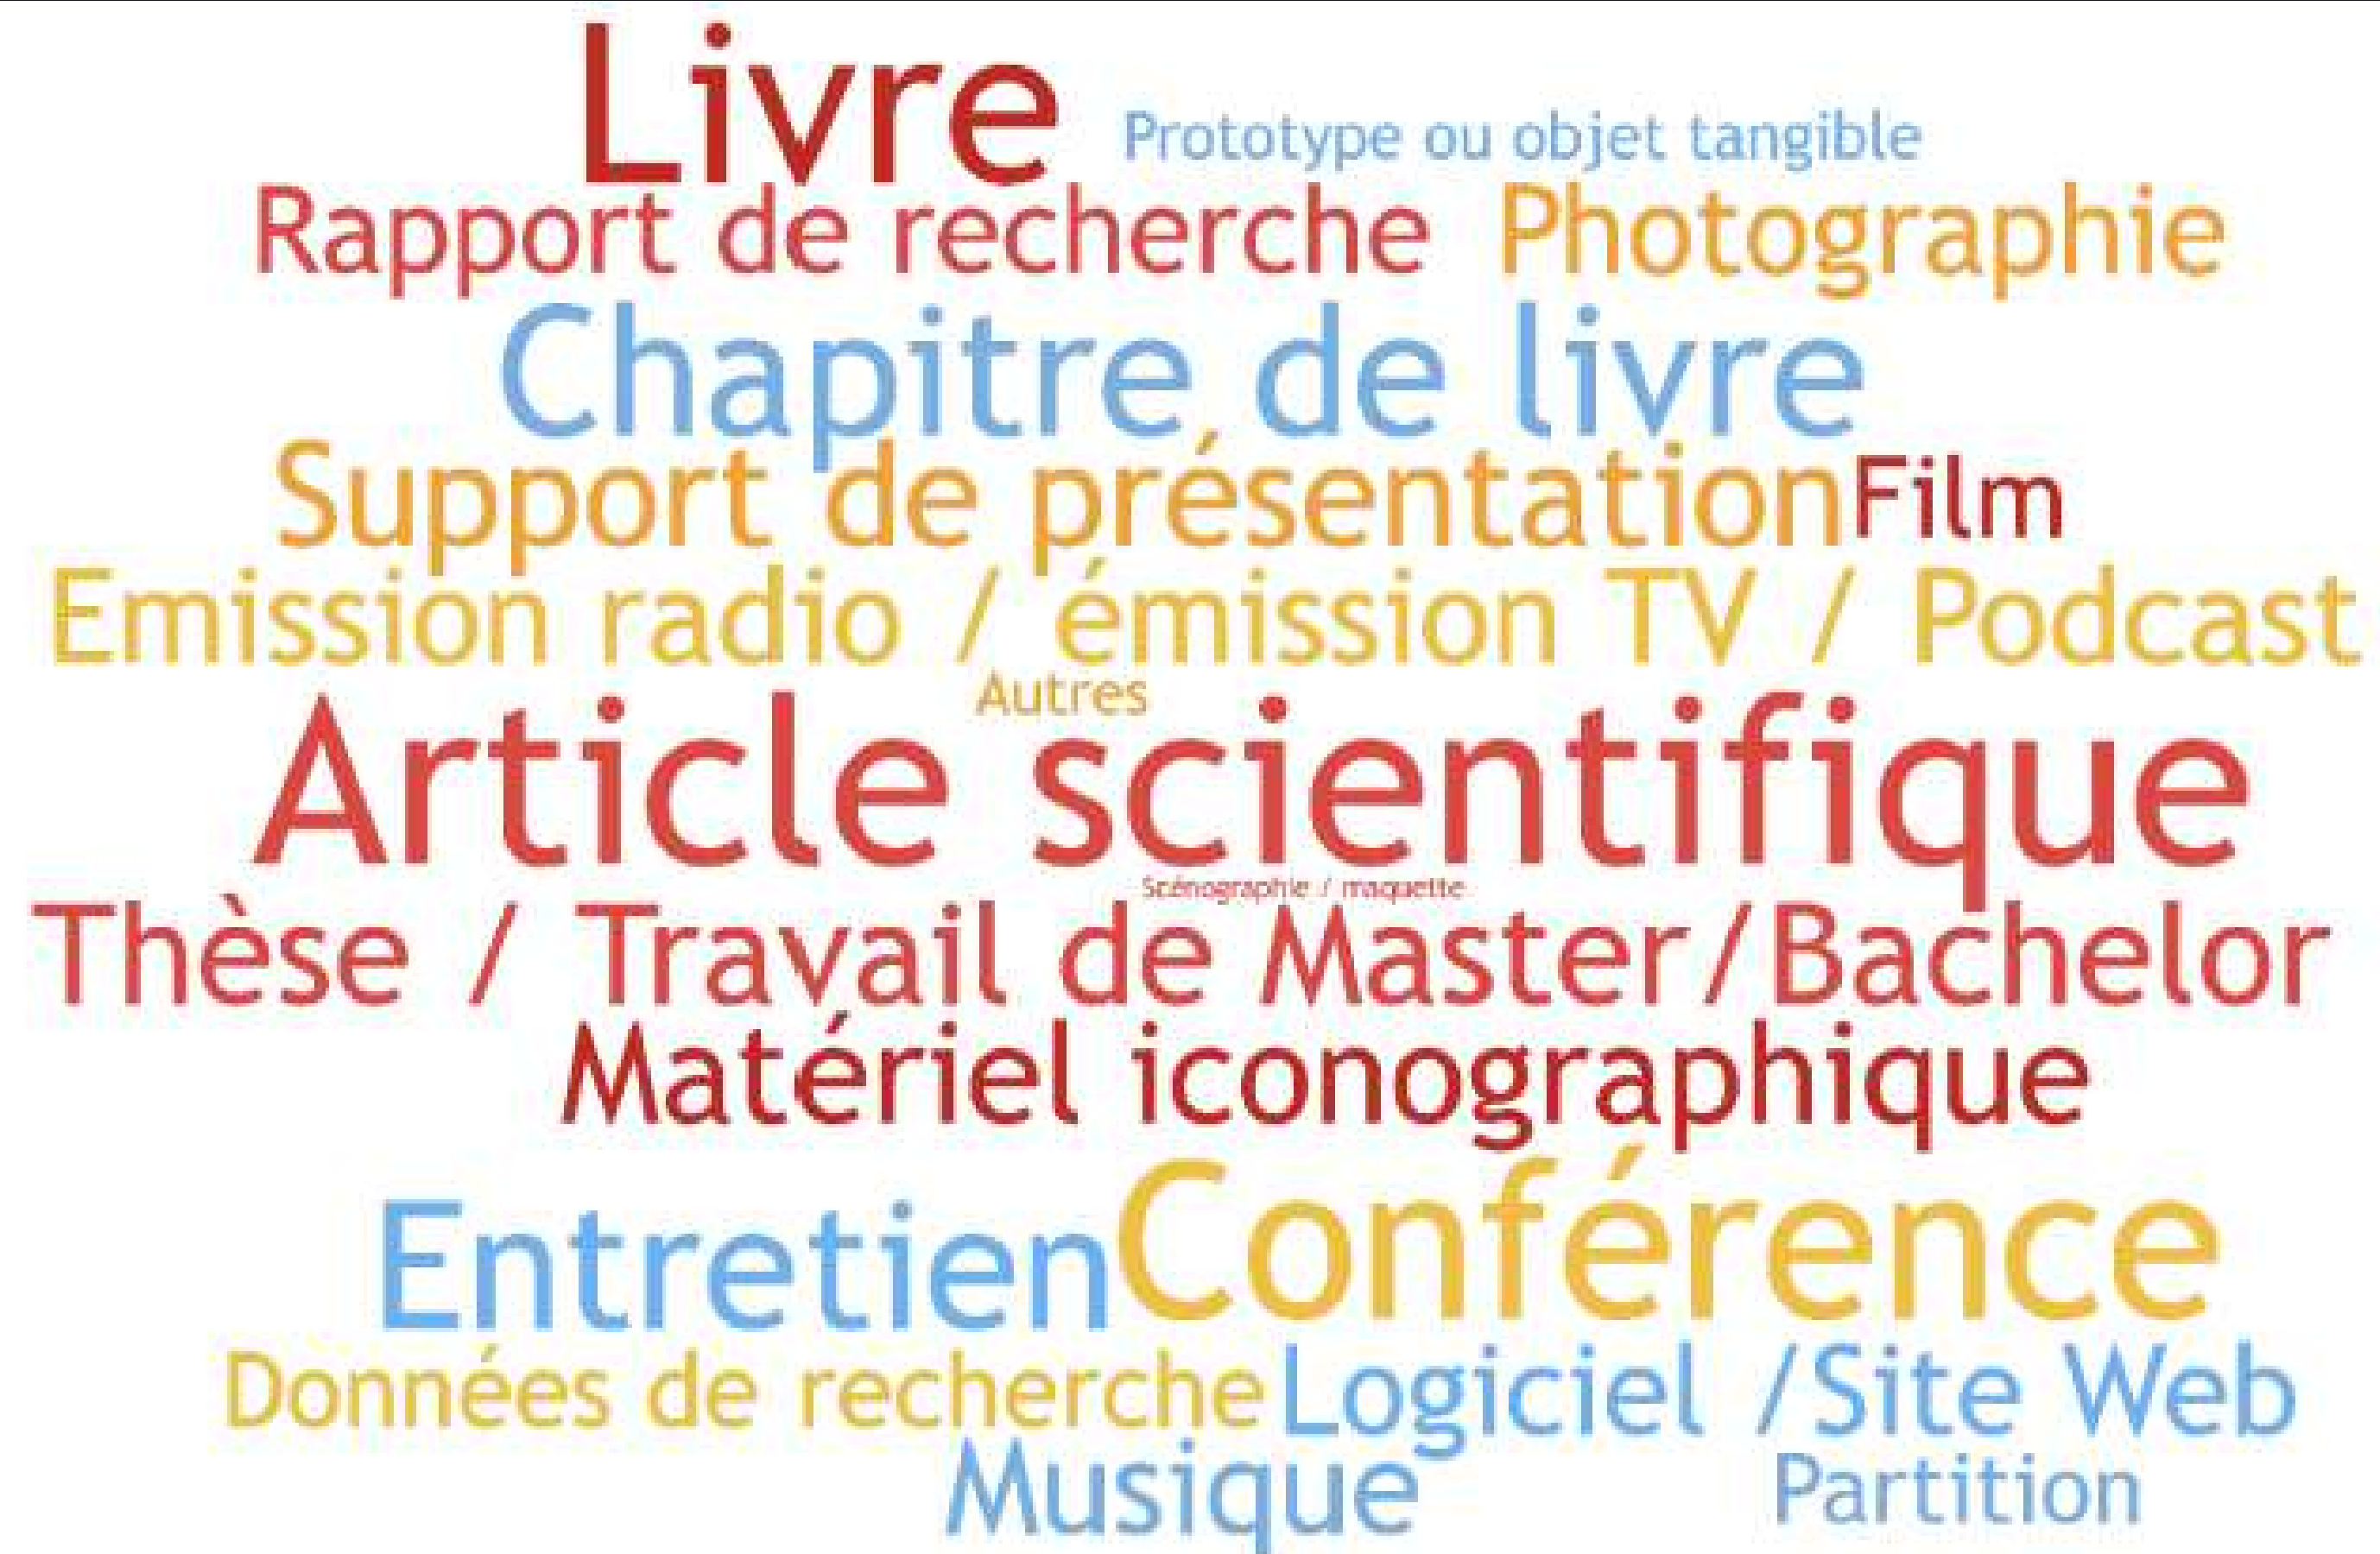 Livre
Prototype ou objet tangible
Rapport de recherche
Photographie
Chapitre de livre
Support de présentation
Film
Emission radio / émission TV / Podcast
Autres
Article scientifique
Scénographie / maquette
Thèse / Travail de Master/Bachelor
Matériel iconographique
Entretien
Conférence
Données de recherche
Logiciel /Site Web
Musique
Partition